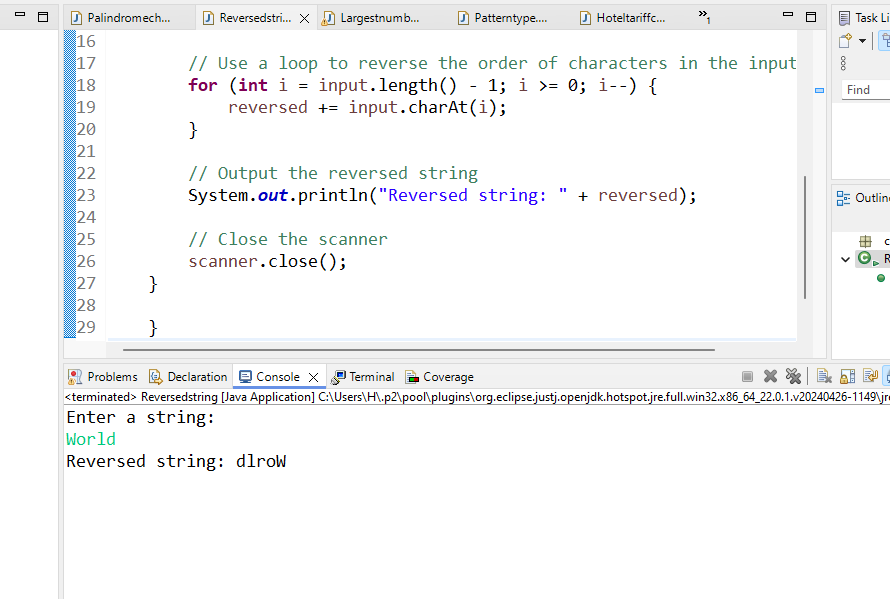 Palindromech...
Reversedstri...
Largestnumb...
Patterntype....
Hoteltariffc...
»1
Task Li
16
17 // Use a loop to reverse the order of characters in the input
18 for (int i = input.length() - 1; i >= 0; i--) {
19 reversed += input.charAt(i);
20 }
21
22 // Output the reversed string
23 System.out.println("Reversed string: " + reversed);
24
25 // Close the scanner
26 scanner.close();
27 }
28
29 }
Find
Outlin
Problems
Declaration
Console
Terminal
Coverage
<terminated> Reversedstring [Java Application] C:\Users\H\.p2\pool\plugins\org.eclipse.justj.openjdk.hotspot.jre.full.win32.x86_64_22.0.1.v20240426-1149\jr
Enter a string:
World
Reversed string: dlroW